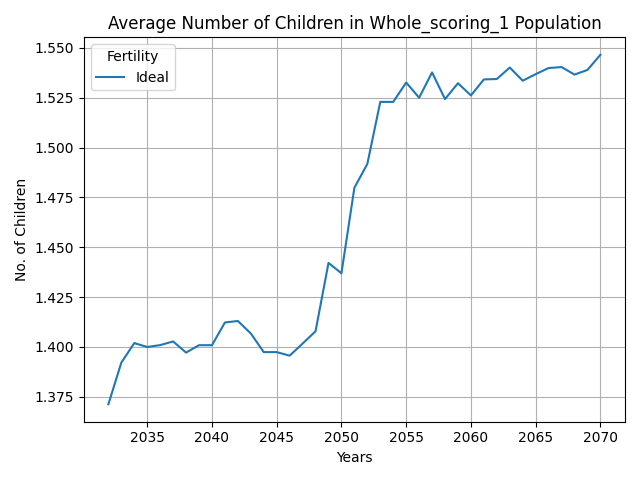 Average Number of Children in Whole_scoring_1 Population
Fertility
Ideal
No. of Children
1.550
1.525
1.500
1.475
1.450
1.425
1.400
1.375
2035 2040 2045 2050 2055 2060 2065 2070
Years